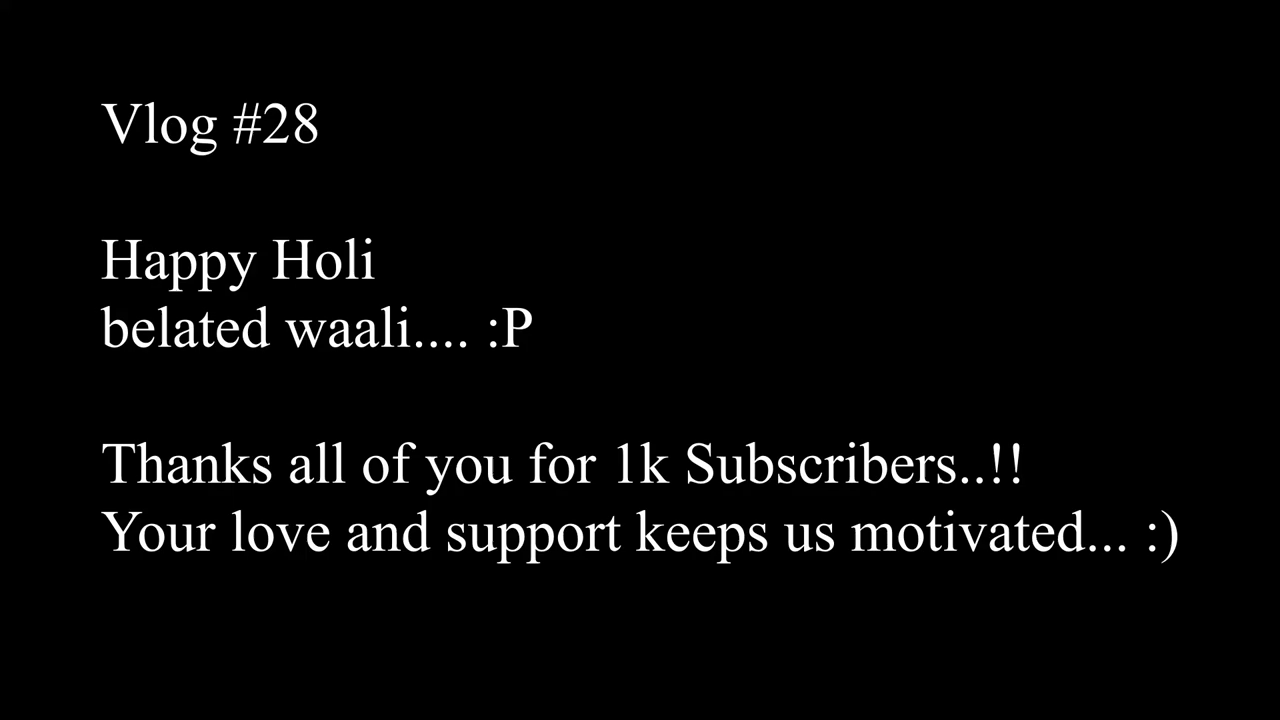 Vlog #28
Happy Holi
belated waali.... :P
Thanks all of you for 1k Subscribers..!!
Your love and support keeps us motivated... :)